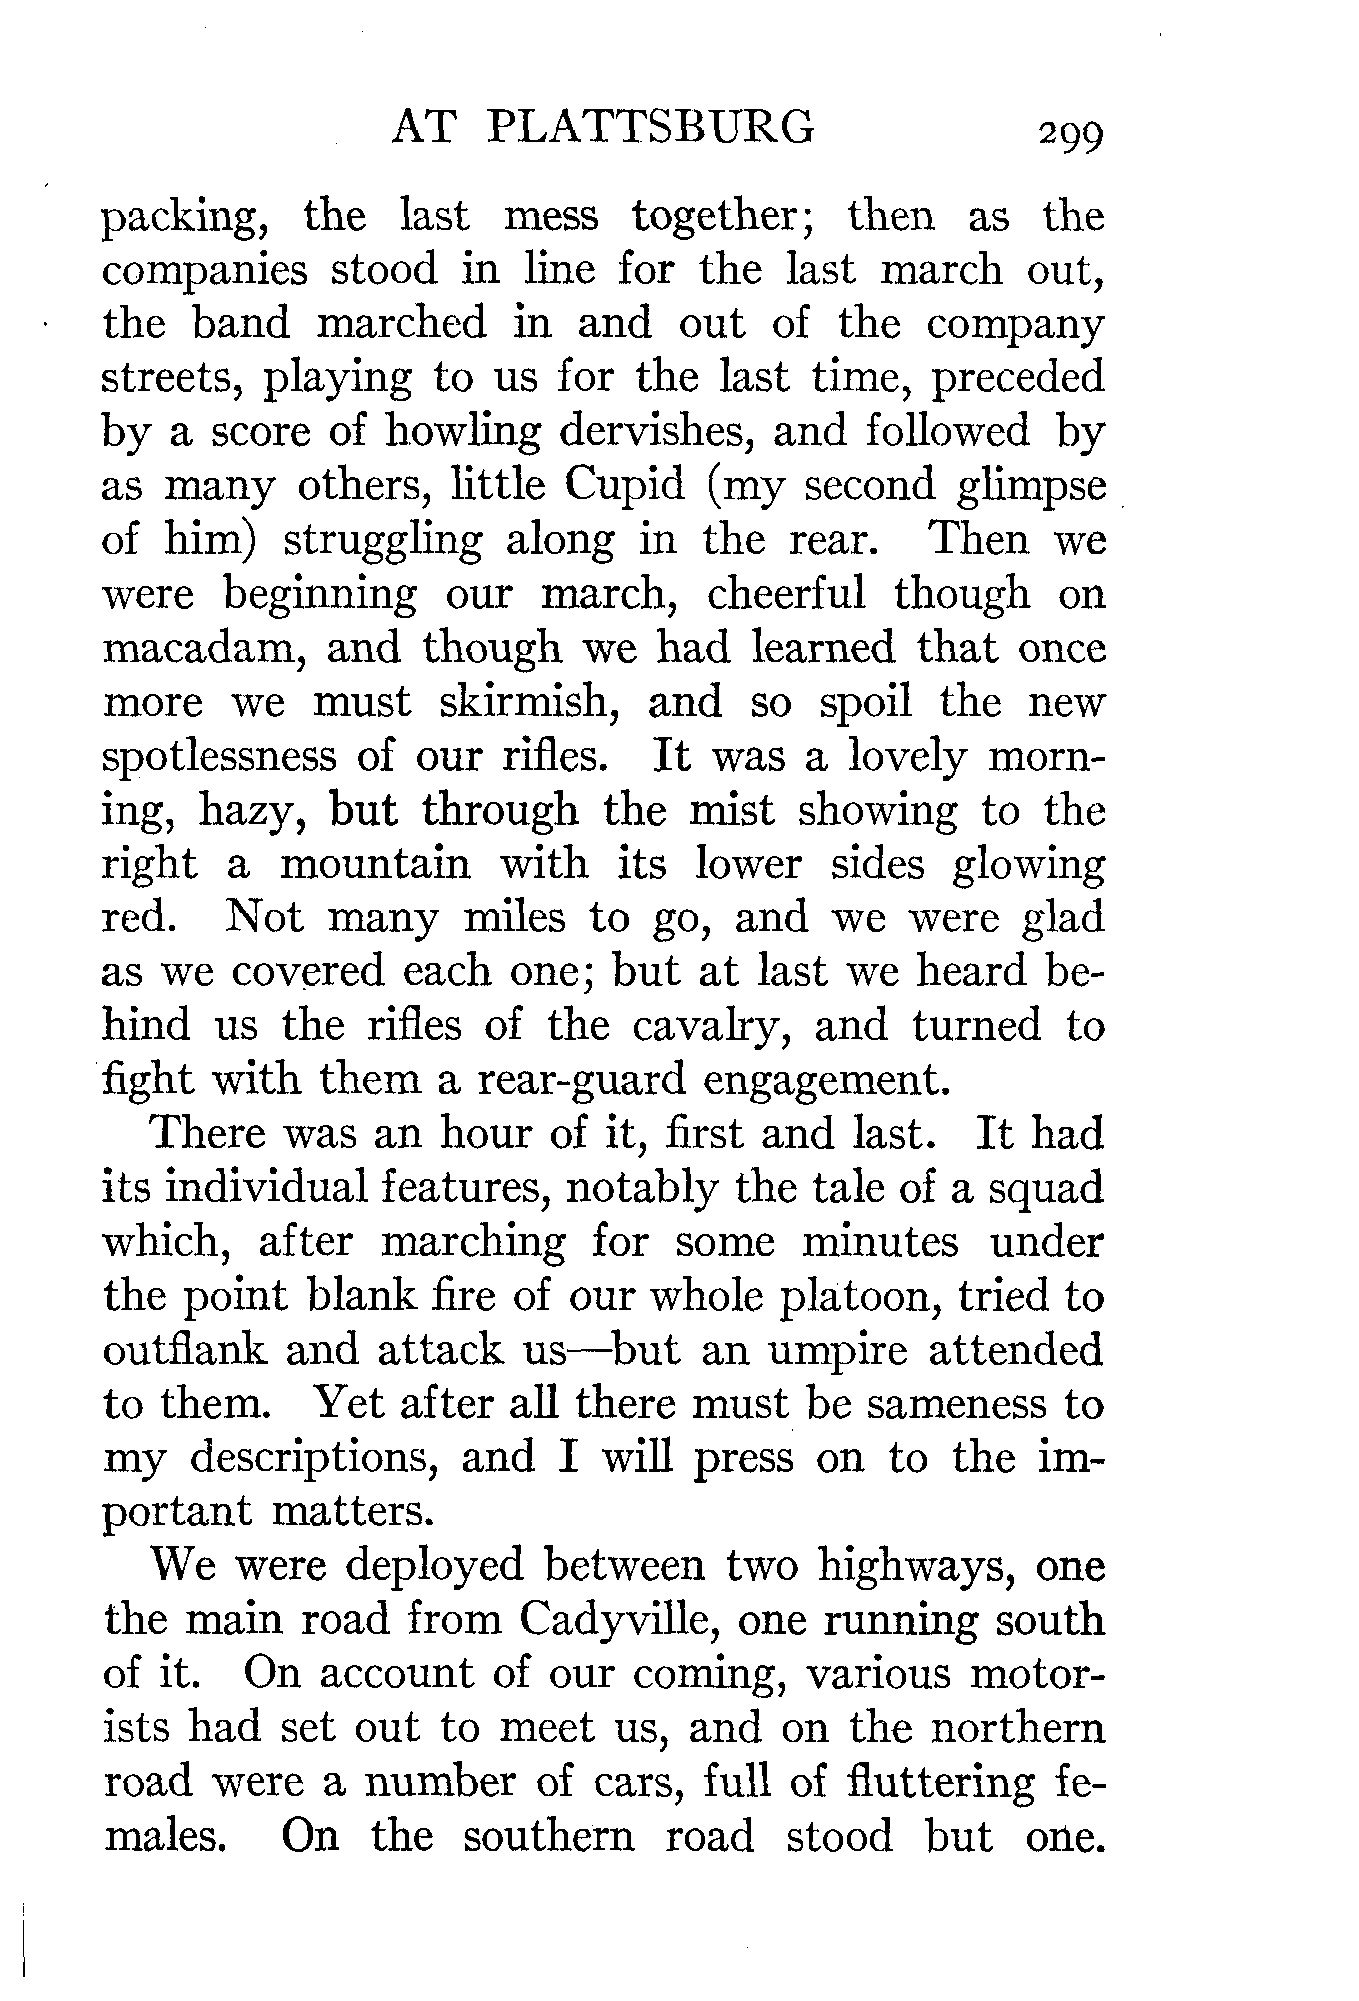 AT PLATTSBURG 299
packing, the last mess together; then as the
companies stood in line for the last march out,
the band marched in and out of the company
streets, playing to us for the last time, preceded
by a score of howling dervishes, and followed by
as many others, little Cupid (my second glimpse
of him) struggling along in the rear. Then we
were beginning our march, cheerful though on
macadam, and though we had learned that once
more we must skirmish, and so spoil the new
spotlessness of our rifles. It was a lovely morn-
ing, hazy, but through the mist showing to the
right a mountain with its lower sides glowing
red. Not many miles to go, and we were glad
as we covered each one; but at last we heard be-
hind us the rifles of the cavalry, and turned to
fight with them a rear-guard engagement.
There was an hour of it, first and last. It had
its individual features, notably the tale of a squad
which, after marching for some minutes under
the point blank fire of our whole platoon, tried to
outflank and attack us—but an umpire attended
to them. Yet after all there must be sameness to
my descriptions, and I will press on to the im-
portant matters.
We were deployed between two highways, one
the main road from Cadyville, one running south
of it. On account of our coming, various motor-
ists had set out to meet us, and on the northern
road were a number of cars, full of fluttering fe-
males. On the southern road stood but one.